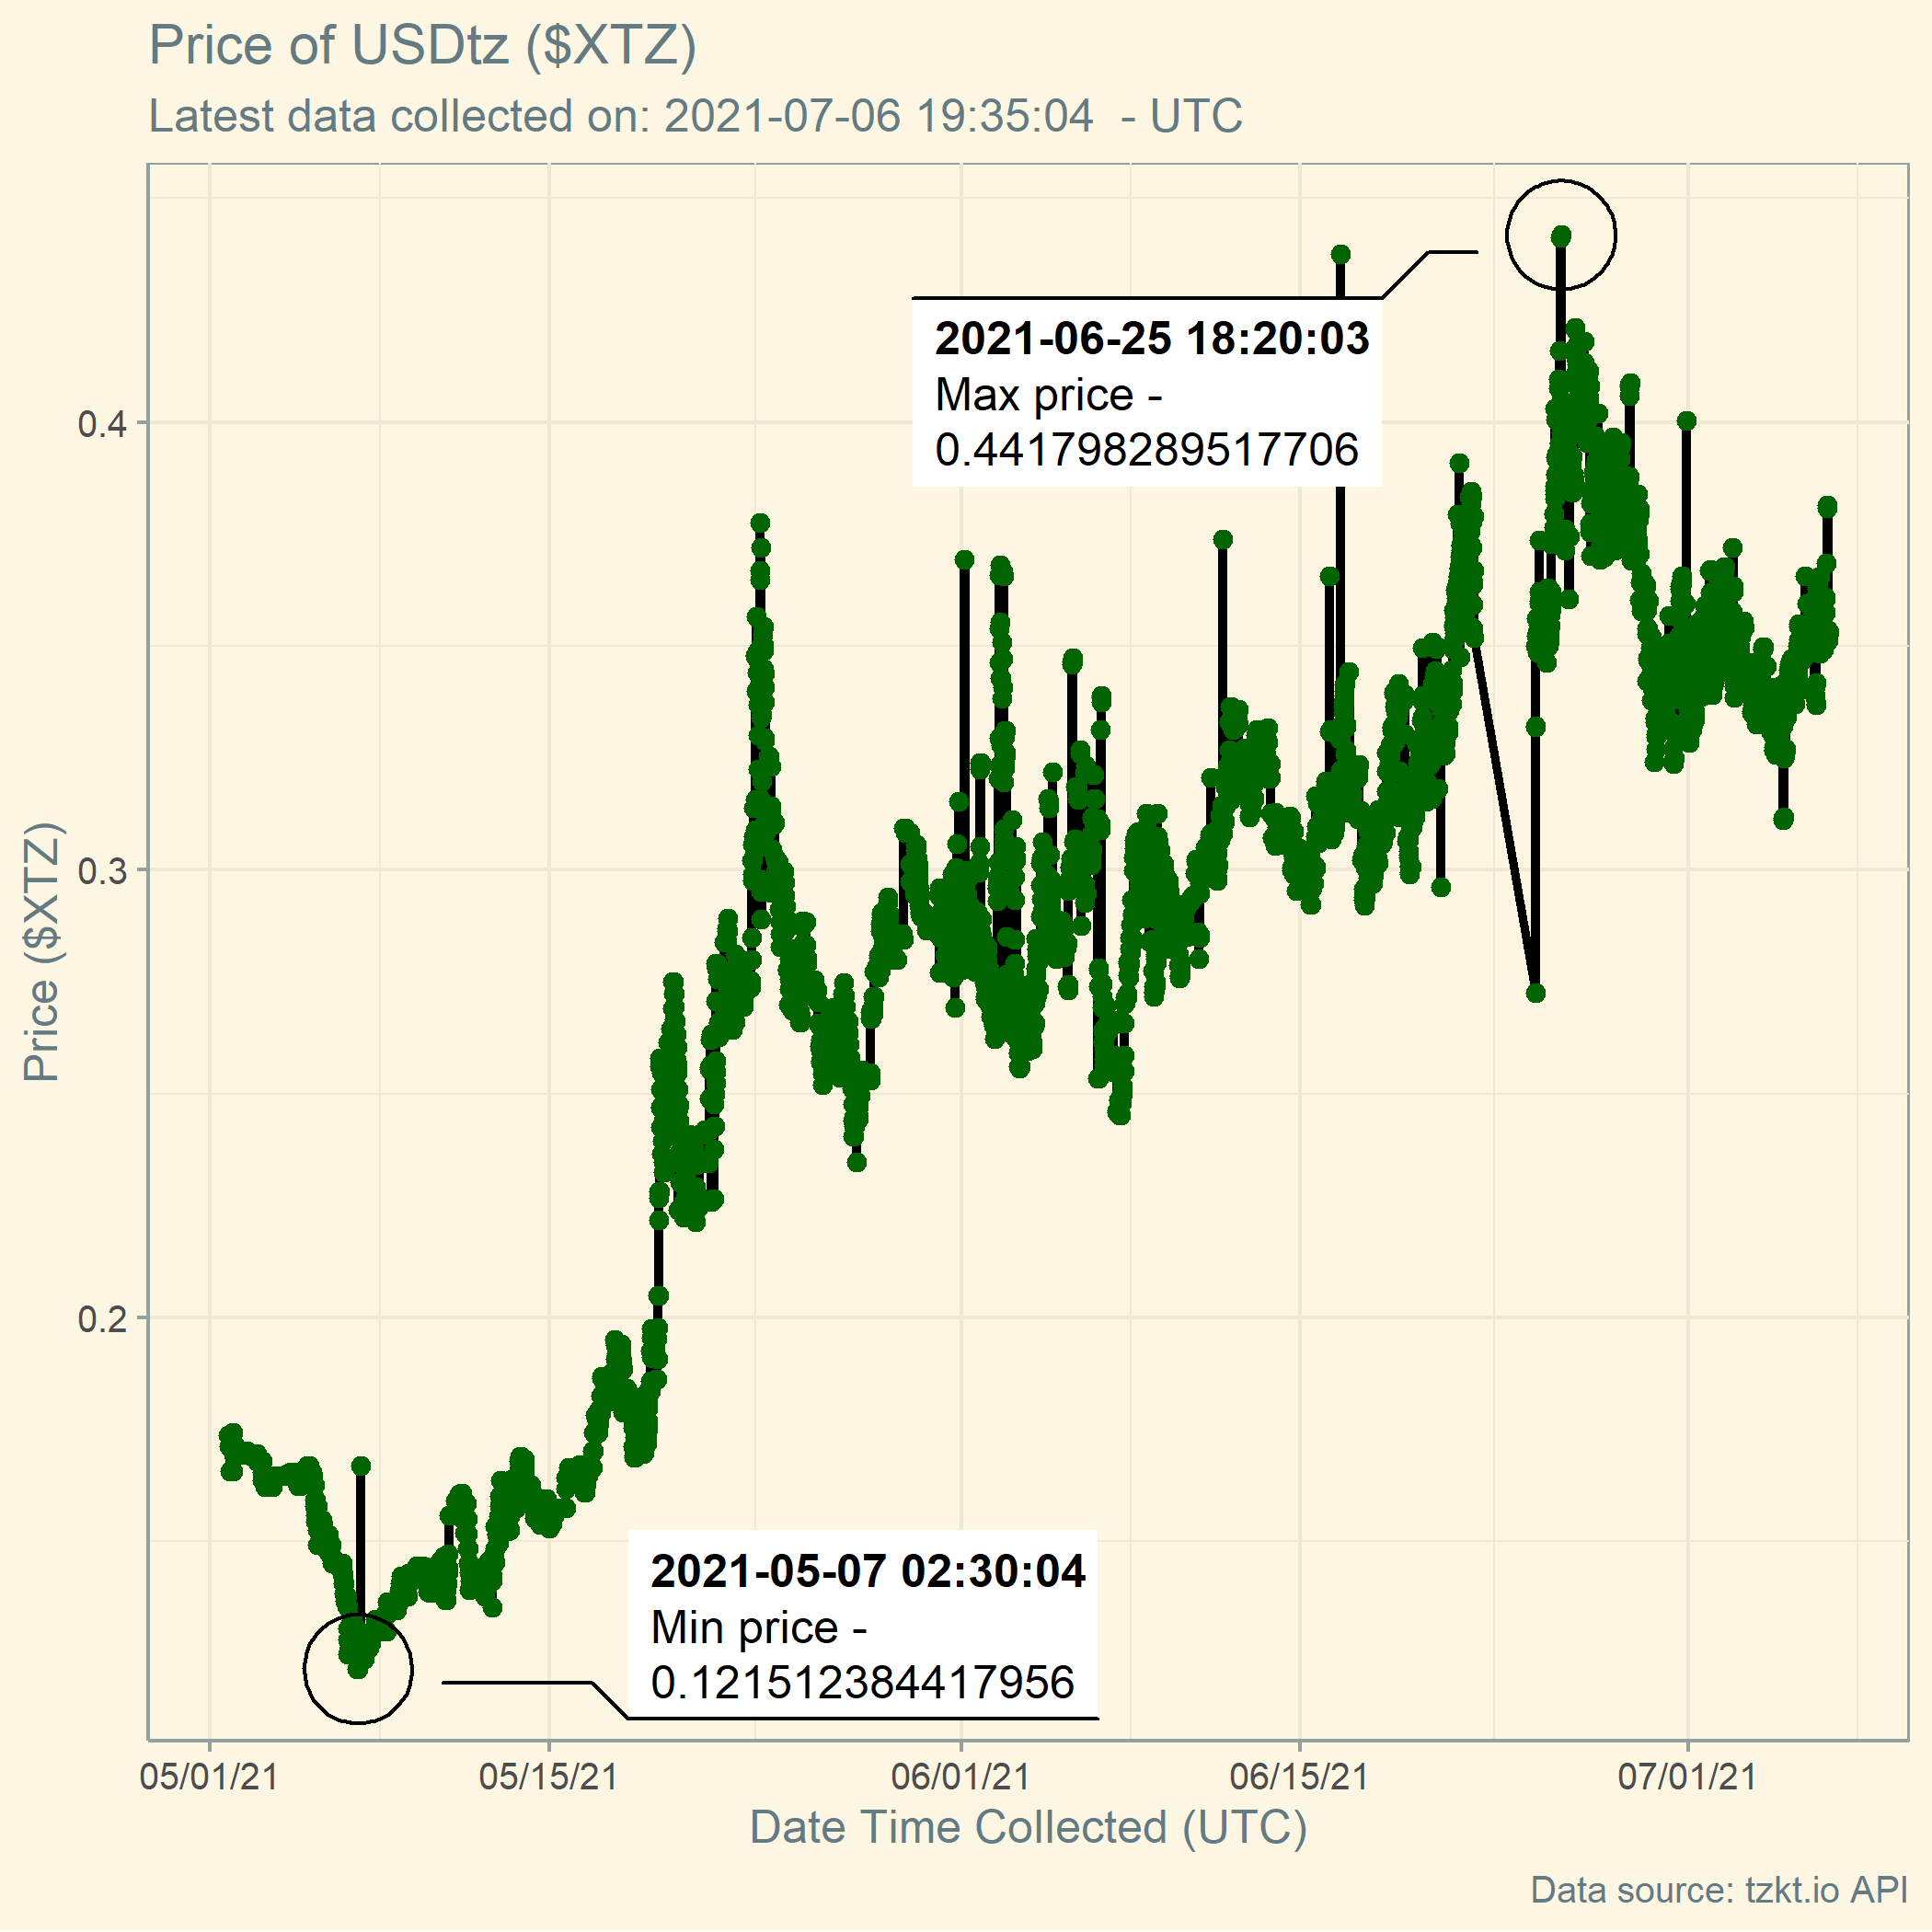 Price of USDtz ($XTZ)
Latest data collected on: 2021-07-06 19:35:04  - UTC
2021-06-25 18:20:03
Max price -
0.441798289517706
0.4
0.3
0.2
Price ($XTZ)
2021-05-07 02:30:04
Min price -
0.121512384417956
05/01/21
05/15/21
06/01/21
06/15/21
07/01/21
Date Time Collected (UTC)
Data source: tzkt.io API